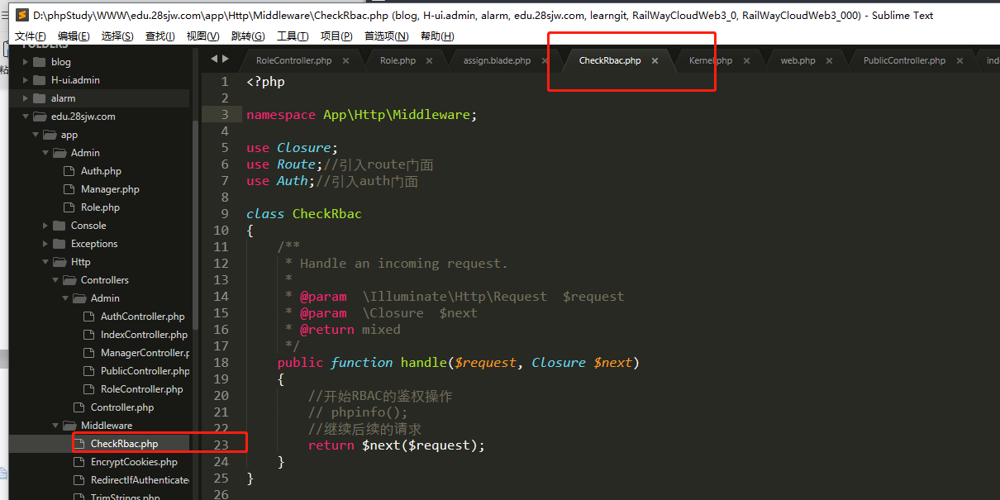 D:\phpStudy\WWW\edu.28sjw.com\app\Http\Middleware\CheckRbac.php (blog, H-ui.admin, alarm, edu.28sjw.com, learngit, RailWayCloudWeb3_0, RailWayCloudWeb3_000) - Sublime Text
文件(F) 编辑(E) 选择(S) 查找(I) 视图(V) 跳转(G) 工具(T) 项目(P) 首选项(N) 帮助(H)
FOLDERS
blog
H-ui.admin
alarm
edu.28sjw.com
app
Admin
Auth.php
Manager.php
Role.php
Console
Exceptions
Http
Controllers
Admin
AuthController.php
IndexController.php
ManagerController.p
PublicController.php
RoleController.php
Controller.php
Middleware
CheckRbac.php
EncryptCookies.php
RedirectIfAuthenticate
TrimStrings.php
RoleController.php × Role.php × assign.blade.php × CheckRbac.php × Kernel.php × web.php × PublicController.php × ind
1 <?php
2
3 namespace App\Http\Middleware;
4
5 use Closure;
6 use Route;//引入route门面
7 use Auth;//引入auth门面
8
9 class CheckRbac
10 {
11 /**
12 * Handle an incoming request.
13 *
14 * @param \Illuminate\Http\Request $request
15 * @param \Closure $next
16 * @return mixed
17 */
18 public function handle($request, Closure $next)
19 {
20 //开始RBAC的鉴权操作
21 // phpinfo();
22 //继续后续的请求
23 return $next($request);
24 }
25 }
26